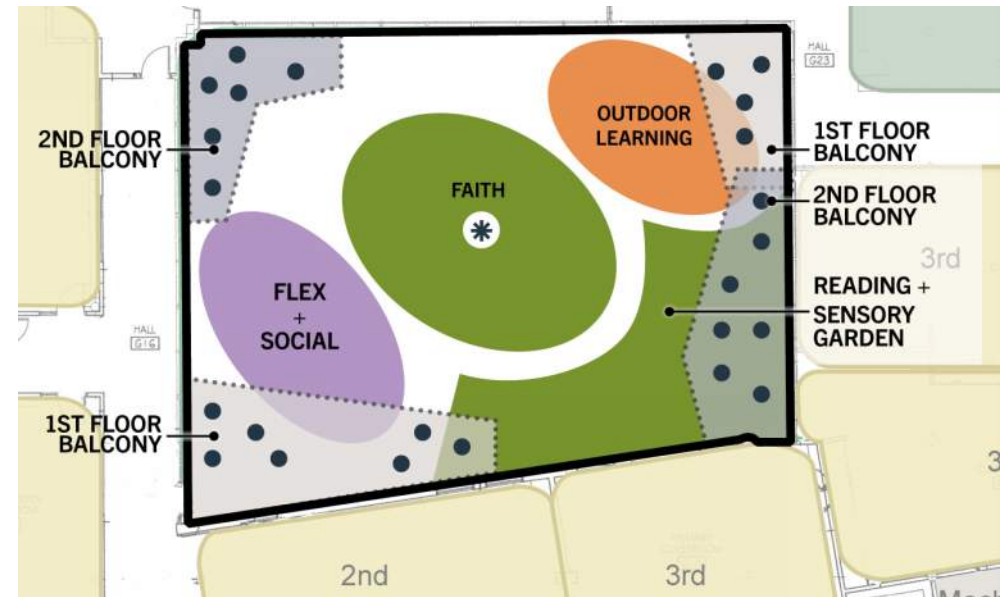 HALL
G23
OUTDOOR
LEARNING
2ND FLOOR
BALCONY
1ST FLOOR
BALCONY
FAITH
2ND FLOOR
BALCONY
3rd
FLEX
+
SOCIAL
READING +
SENSORY
GARDEN
HALL
G16
1ST FLOOR
BALCONY
3
2nd
3rd